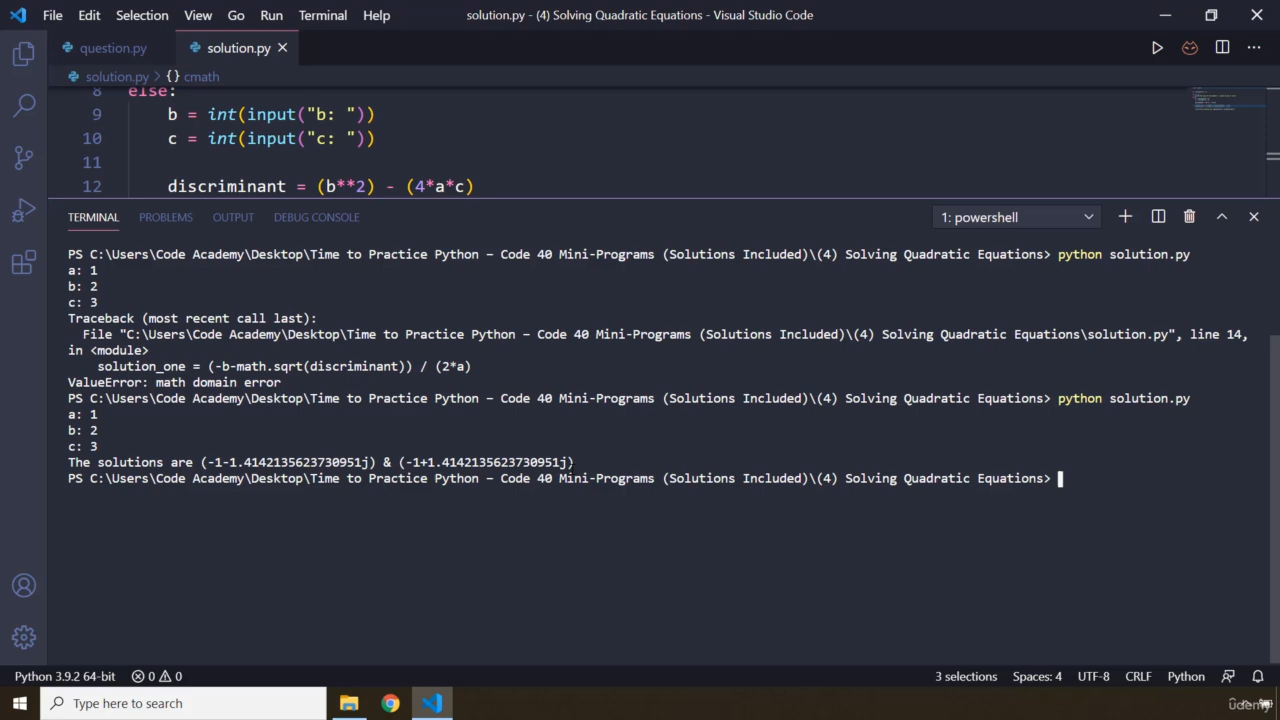 File Edit Selection View Go Run Terminal Help solution.py - (4) Solving Quadratic Equations - Visual Studio Code
question.py solution.py
solution.py > {} cmath
8 else:
9 b = int(input("b: "))
10 c = int(input("c: "))
11
12 discriminant = (b**2) - (4*a*c)
TERMINAL PROBLEMS OUTPUT DEBUG CONSOLE 1: powershell
PS C:\Users\Code Academy\Desktop\Time to Practice Python – Code 40 Mini-Programs (Solutions Included)\(4) Solving Quadratic Equations> python solution.py
a: 1
b: 2
c: 3
Traceback (most recent call last):
File "C:\Users\Code Academy\Desktop\Time to Practice Python – Code 40 Mini-Programs (Solutions Included)\(4) Solving Quadratic Equations\solution.py", line 14,
in <module>
solution_one = (-b-math.sqrt(discriminant)) / (2*a)
ValueError: math domain error
PS C:\Users\Code Academy\Desktop\Time to Practice Python – Code 40 Mini-Programs (Solutions Included)\(4) Solving Quadratic Equations> python solution.py
a: 1
b: 2
c: 3
The solutions are (-1-1.4142135623730951j) & (-1+1.4142135623730951j)
PS C:\Users\Code Academy\Desktop\Time to Practice Python – Code 40 Mini-Programs (Solutions Included)\(4) Solving Quadratic Equations>
Python 3.9.2 64-bit 0 0 3 selections Spaces: 4 UTF-8 CRLF Python
Type here to search udemy